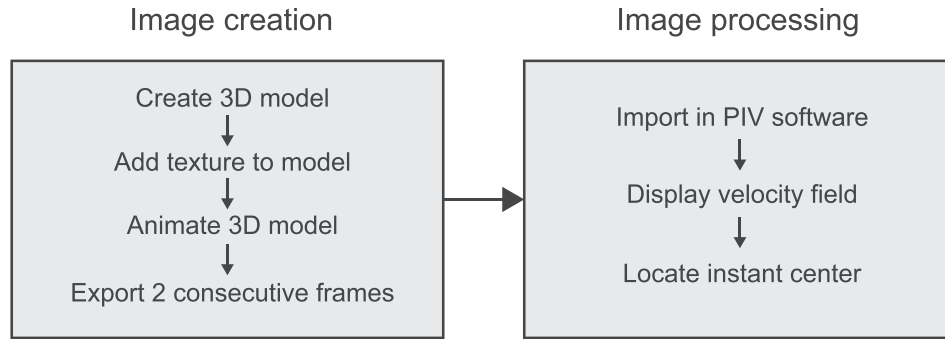 Image creation
Create 3D model
Add texture to model
Animate 3D model
Export 2 consecutive frames
Image processing
Import in PIV software
Display velocity field
Locate instant center